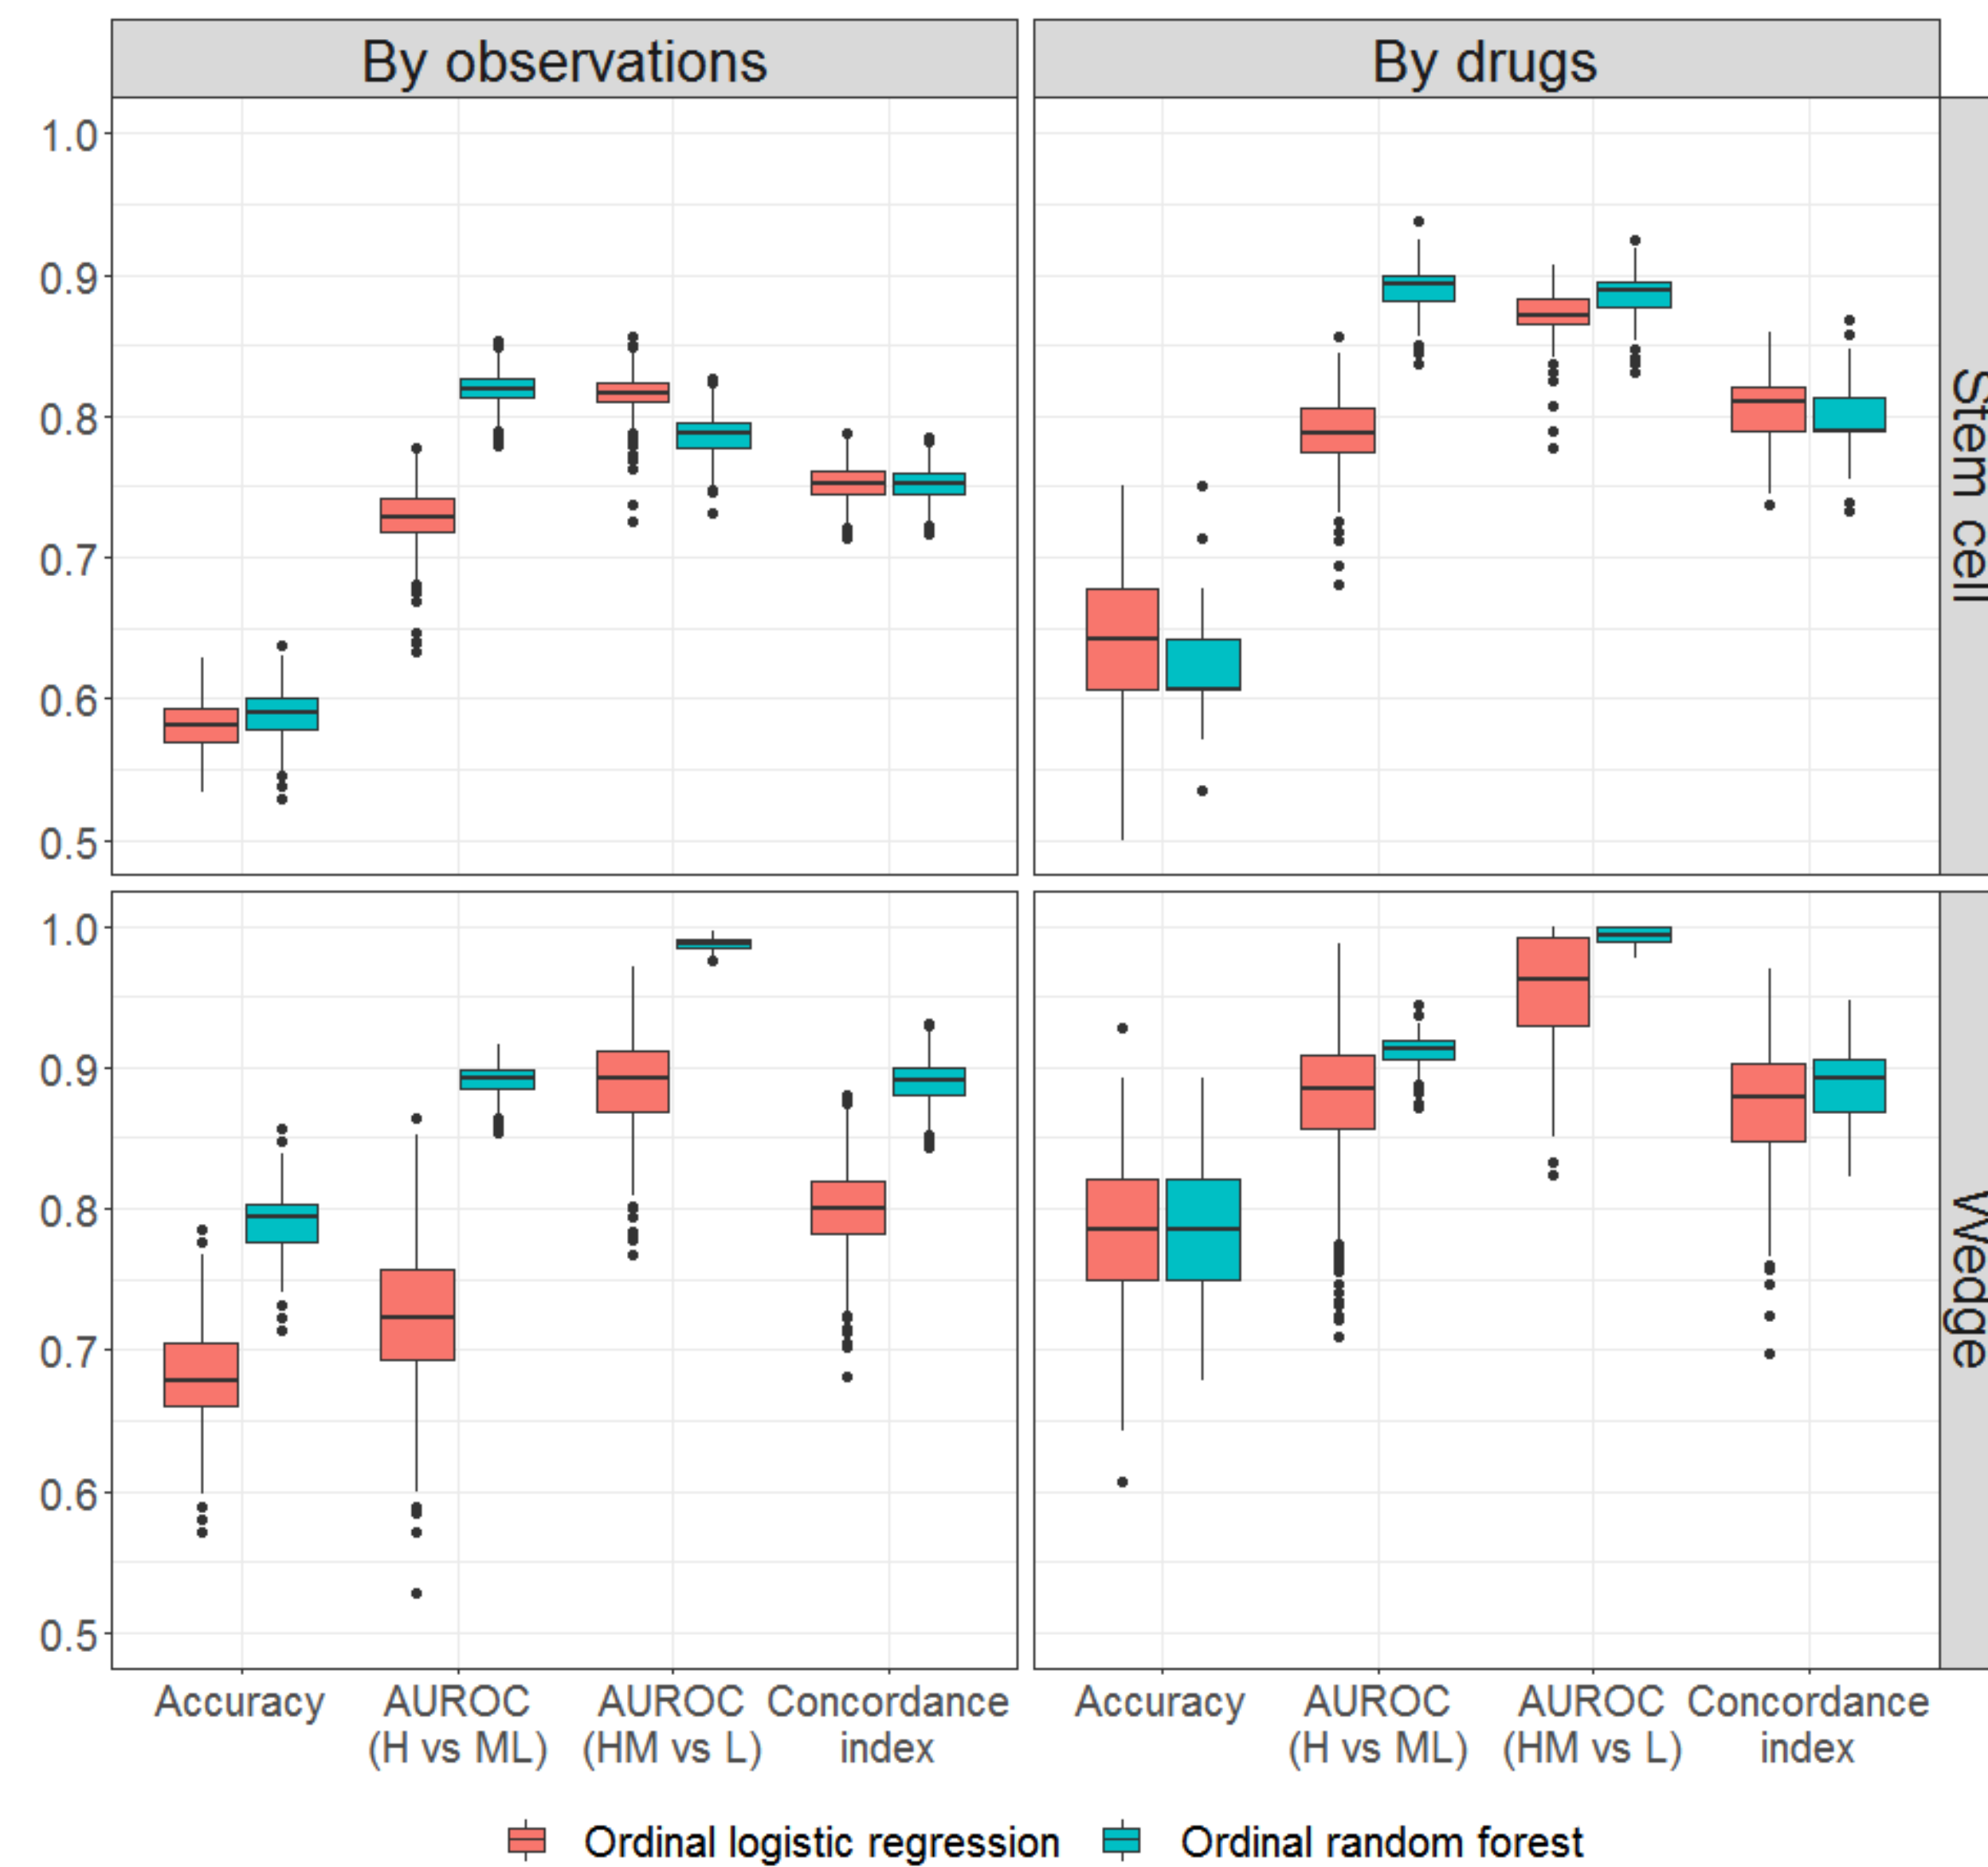 By observations
By drugs
1.0
0.9
0.8
0.7
0.6
0.5
Stem cell
1.0
0.9
0.8
0.7
0.6
0.5
Wedge
Accuracy
AUROC
(H vs ML)
AUROC
(HM vs L)
Concordance
index
Accuracy
AUROC
(H vs ML)
AUROC
(HM vs L)
Concordance
index
Ordinal logistic regression
Ordinal random forest